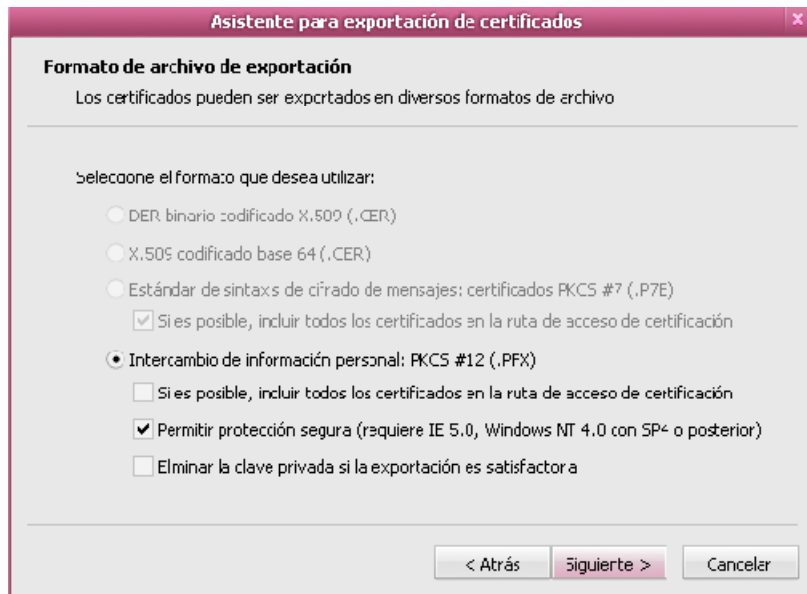 Asistente para exportación de certificados
x
Formato de archivo de exportación
Los certificados pueden ser exportados en diversos formatos de archivo
Seleccione el formato que desea utilizar:
DER binario codificado X.509 (.CER)
X.509 codificado base 64 (.CER)
Estándar de sintaxis de cifrado de mensajes: certificados PKCS #7 (.P7B)
Si es posible, incluir todos los certificados en la ruta de acceso de certificación
Intercambio de información personal: PKCS #12 (.PFX)
Si es posible, incluir todos los certificados en la ruta de acceso de certificación
Permitir protección segura (requiere IE 5.0, Windows NT 4.0 con SP4 o posterior)
Eliminar la clave privada si la exportación es satisfactoria
< Atrás
Siguiente >
Cancelar